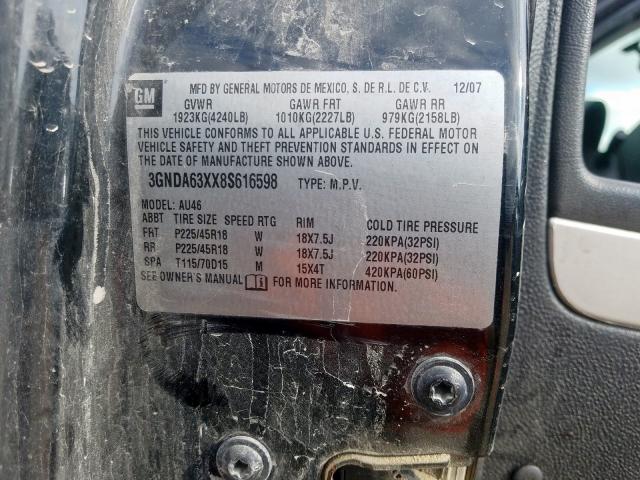 GM
MFD BY GENERAL MOTORS DE MEXICO, S. DE R.L. DE C.V. 12/07
GVWR GAWR FRT GAWR RR
1923KG(4240LB) 1010KG(2227LB) 979KG(2158LB)
THIS VEHICLE CONFORMS TO ALL APPLICABLE U.S. FEDERAL MOTOR
VEHICLE SAFETY AND THEFT PREVENTION STANDARDS IN EFFECT ON
THE DATE OF MANUFACTURE SHOWN ABOVE.
3GNDA63XX8S616598 TYPE: M.P.V.
MODEL: AU46
ABBT TIRE SIZE SPEED RTG RIM COLD TIRE PRESSURE
FRT P225/45R18 W 18X7.5J 220KPA(32PSI)
RR P225/45R18 W 18X7.5J 220KPA(32PSI)
SPA T115/70D15 M 15X4T 420KPA(60PSI)
SEE OWNER'S MANUAL FOR MORE INFORMATION.